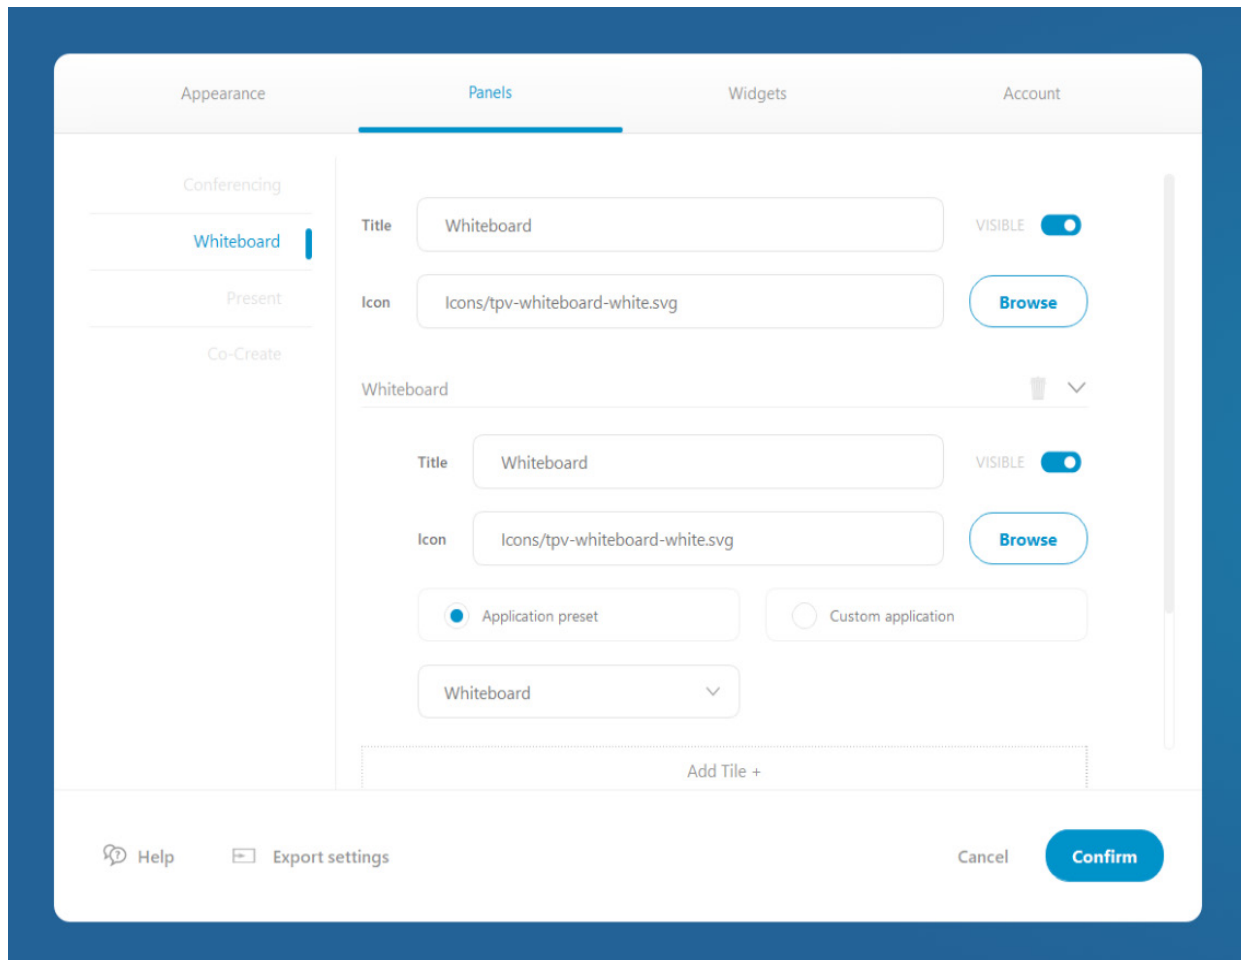 Appearance
Panels
Widgets
Account
Conferencing
Whiteboard
Present
Co-Create
Title
Whiteboard
VISIBLE
Icon
Icons/tpv-whiteboard-white.svg
Browse
Whiteboard
Title
Whiteboard
VISIBLE
Icon
Icons/tpv-whiteboard-white.svg
Browse
Application preset
Custom application
Whiteboard
Add Tile +
Help
Export settings
Cancel
Confirm